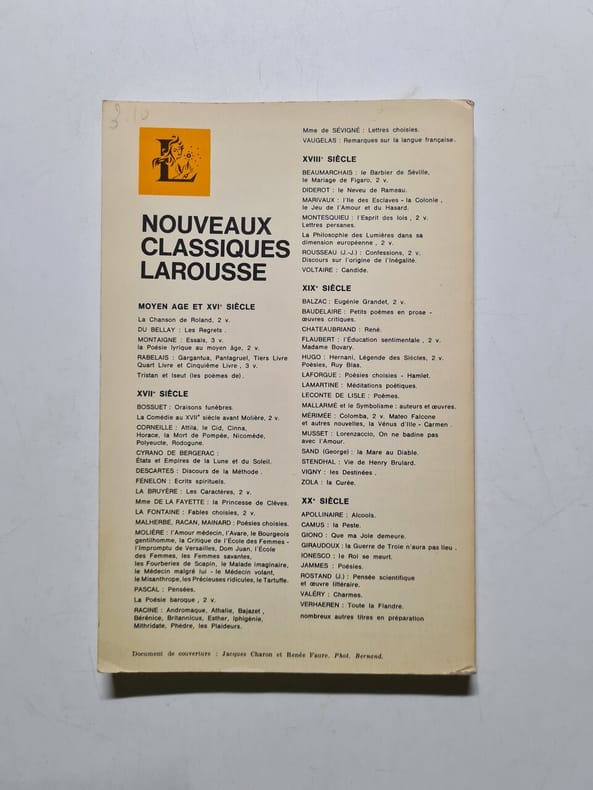 3.10
L
NOUVEAUX
CLASSIQUES
LAROUSSE
MOYEN AGE ET XVIe SIÈCLE
La Chanson de Roland, 2 v.
DU BELLAY : Les Regrets .
MONTAIGNE : Essais, 3 v.
la Poésie lyrique au moyen âge, 2 v.
RABELAIS : Gargantua, Pantagruel, Tiers Livre
Quart Livre et Cinquième Livre , 3 v.
Tristan et Iseut (les poèmes de).
XVIIe SIÈCLE
BOSSUET : Oraisons funèbres.
La Comédie au XVIIe siècle avant Molière, 2 v.
CORNEILLE : Attila, le Cid, Cinna,
Horace, la Mort de Pompée, Nicomède,
Polyeucte, Rodogune.
CYRANO DE BERGERAC :
États et Empires de la Lune et du Soleil.
DESCARTES : Discours de la Méthode .
FÉNELON : Ecrits spirituels.
LA BRUYÈRE : Les Caractères, 2 v.
Mme DE LA FAYETTE : la Princesse de Clèves.
LA FONTAINE : Fables choisies, 2 v.
MALHERBE, RACAN, MAINARD : Poésies choisies.
MOLIÈRE : l'Amour médecin, l'Avare, le Bourgeois
gentilhomme, la Critique de l'École des Femmes -
l'Impromptu de Versailles, Dom Juan, l'École
des Femmes, les Femmes savantes,
les Fourberies de Scapin, le Malade imaginaire,
le Médecin malgré lui - le Médecin volant,
le Misanthrope, les Précieuses ridicules, le Tartuffe.
PASCAL : Pensées.
La Poésie baroque , 2 v.
RACINE : Andromaque, Athalie, Bajazet ,
Bérénice, Britannicus, Esther, Iphigénie,
Mithridate, Phèdre, les Plaideurs.
Mme de SÉVIGNÉ : Lettres choisies.
VAUGELAS : Remarques sur la langue française.
XVIIIe SIÈCLE
BEAUMARCHAIS : le Barbier de Séville,
le Mariage de Figaro, 2 v.
DIDEROT : le Neveu de Rameau.
MARIVAUX : l'Ile des Esclaves - la Colonie ,
le Jeu de l'Amour et du Hasard.
MONTESQUIEU : l'Esprit des lois , 2 v.
Lettres persanes.
La Philosophie des Lumières dans sa
dimension européenne , 2 v.
ROUSSEAU (J.-J.) : Confessions, 2 v.
Discours sur l'origine de l'Inégalité.
VOLTAIRE : Candide.
XIXe SIÈCLE
BALZAC : Eugénie Grandet, 2 v.
BAUDELAIRE : Petits poèmes en prose -
œuvres critiques.
CHATEAUBRIAND : René.
FLAUBERT : l'Éducation sentimentale , 2 v.
Madame Bovary.
HUGO : Hernani, Légende des Siècles, 2 v.
Poésies, Ruy Blas.
LAFORGUE : Poésies choisies - Hamlet.
LAMARTINE : Méditations poétiques.
LECONTE DE LISLE : Poèmes.
MALLARMÉ et le Symbolisme : auteurs et œuvres.
MÉRIMÉE : Colomba, 2 v. Mateo Falcone
et autres nouvelles, la Vénus d'Ille - Carmen .
MUSSET : Lorenzaccio, On ne badine pas
avec l'Amour.
SAND (George) : la Mare au Diable.
STENDHAL : Vie de Henry Brulard.
VIGNY : les Destinées .
ZOLA : la Curée.
XXe SIÈCLE
APOLLINAIRE : Alcools.
CAMUS : la Peste.
GIONO : Que ma Joie demeure.
GIRAUDOUX : la Guerre de Troie n'aura pas lieu .
IONESCO : le Roi se meurt.
JAMMES : Poésies.
ROSTAND (J.) : Pensée scientifique
et œuvre littéraire.
VALÉRY : Charmes.
VERHAEREN : Toute la Flandre.
nombreux autres titres en préparation
Document de couverture : Jacques Charon et Renée Faure. Phot. Bernand.